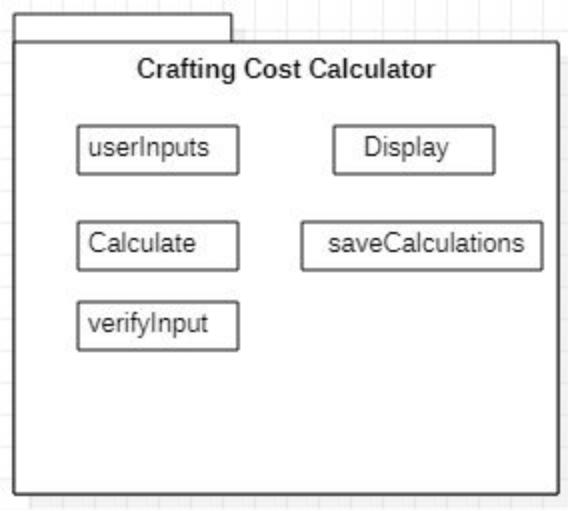 Crafting Cost Calculator
userInputs
Display
Calculate
saveCalculations
verifyInput